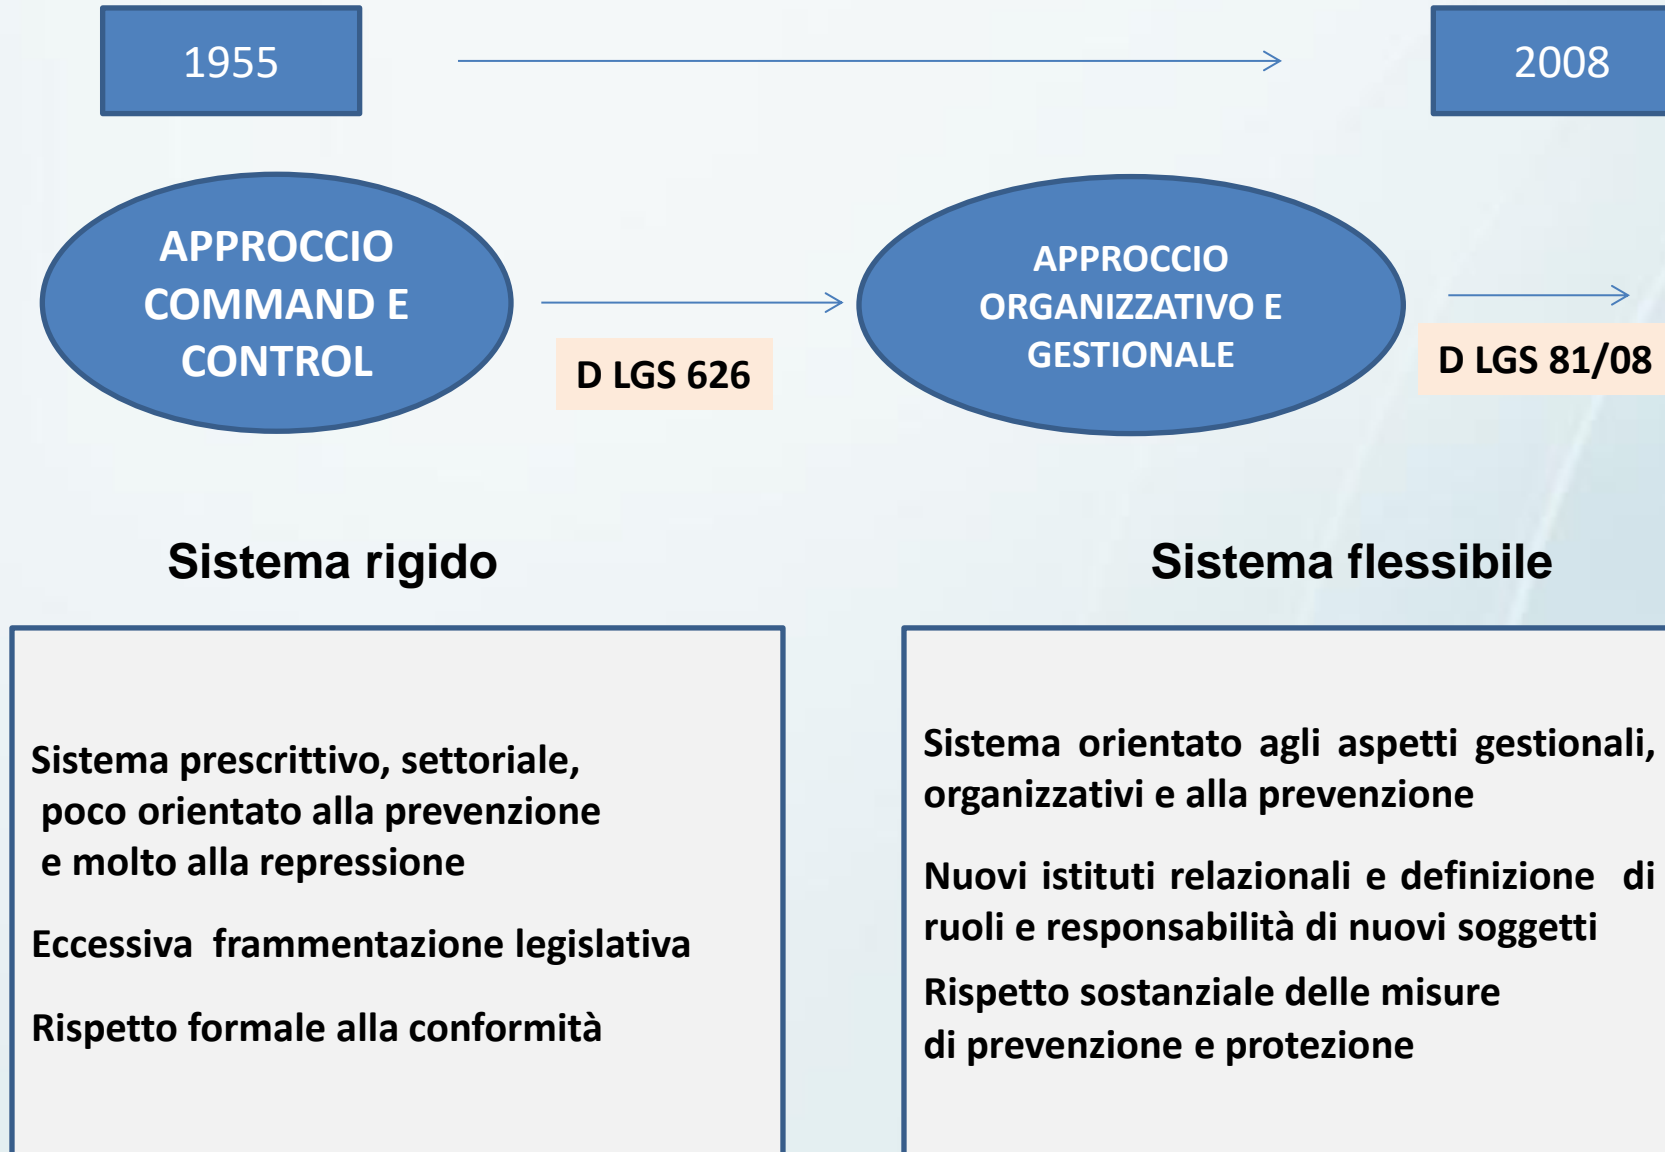 1955
2008
APPROCCIO
COMMAND E
CONTROL
D LGS 626
APPROCCIO
ORGANIZZATIVO E
GESTIONALE
D LGS 81/08
Sistema rigido
Sistema flessibile
Sistema prescrittivo, settoriale,
poco orientato alla prevenzione
e molto alla repressione
Eccessiva frammentazione legislativa
Rispetto formale alla conformità
Sistema orientato agli aspetti gestionali,
organizzativi e alla prevenzione
Nuovi istituti relazionali e definizione di
ruoli e responsabilità di nuovi soggetti
Rispetto sostanziale delle misure
di prevenzione e protezione